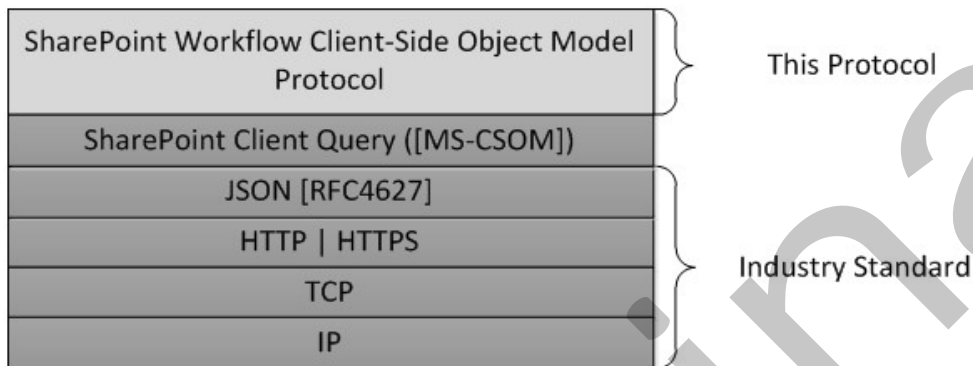 SharePoint Workflow Client-Side Object Model
Protocol
This Protocol
SharePoint Client Query ([MS-CSOM])
JSON [RFC4627]
HTTP | HTTPS
Industry Standard
TCP
IP